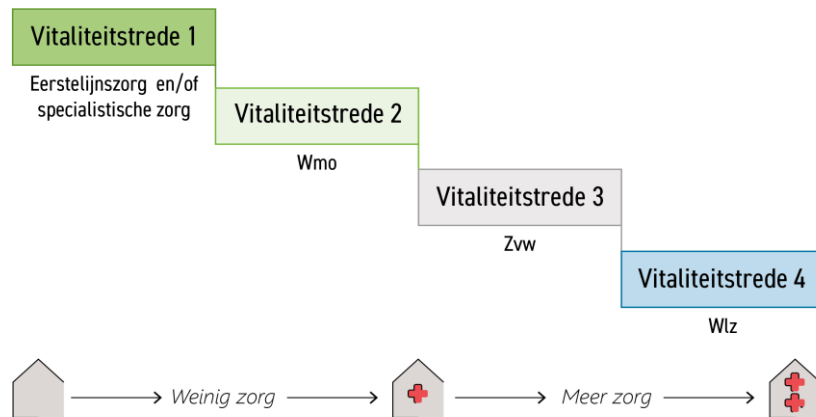 Vitaliteitstrede 1
Eerstelijnszorg en/of
specialistische zorg
Vitaliteitstrede 2
Wmo
Vitaliteitstrede 3
Zvw
Vitaliteitstrede 4
Wlz
Weinig zorg
Meer zorg